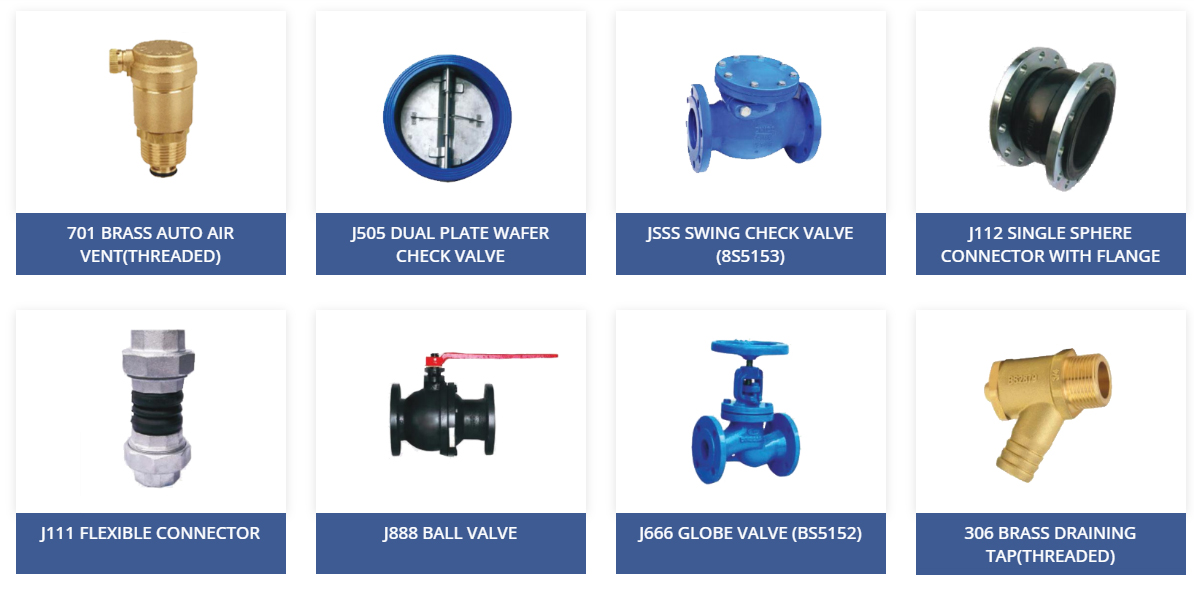 701 BRASS AUTO AIR
VENT(THREADED)
J505 DUAL PLATE WAFER
CHECK VALVE
JSSS SWING CHECK VALVE
(8S5153)
J112 SINGLE SPHERE
CONNECTOR WITH FLANGE
J111 FLEXIBLE CONNECTOR
J888 BALL VALVE
J666 GLOBE VALVE (BS5152)
306 BRASS DRAINING
TAP(THREADED)